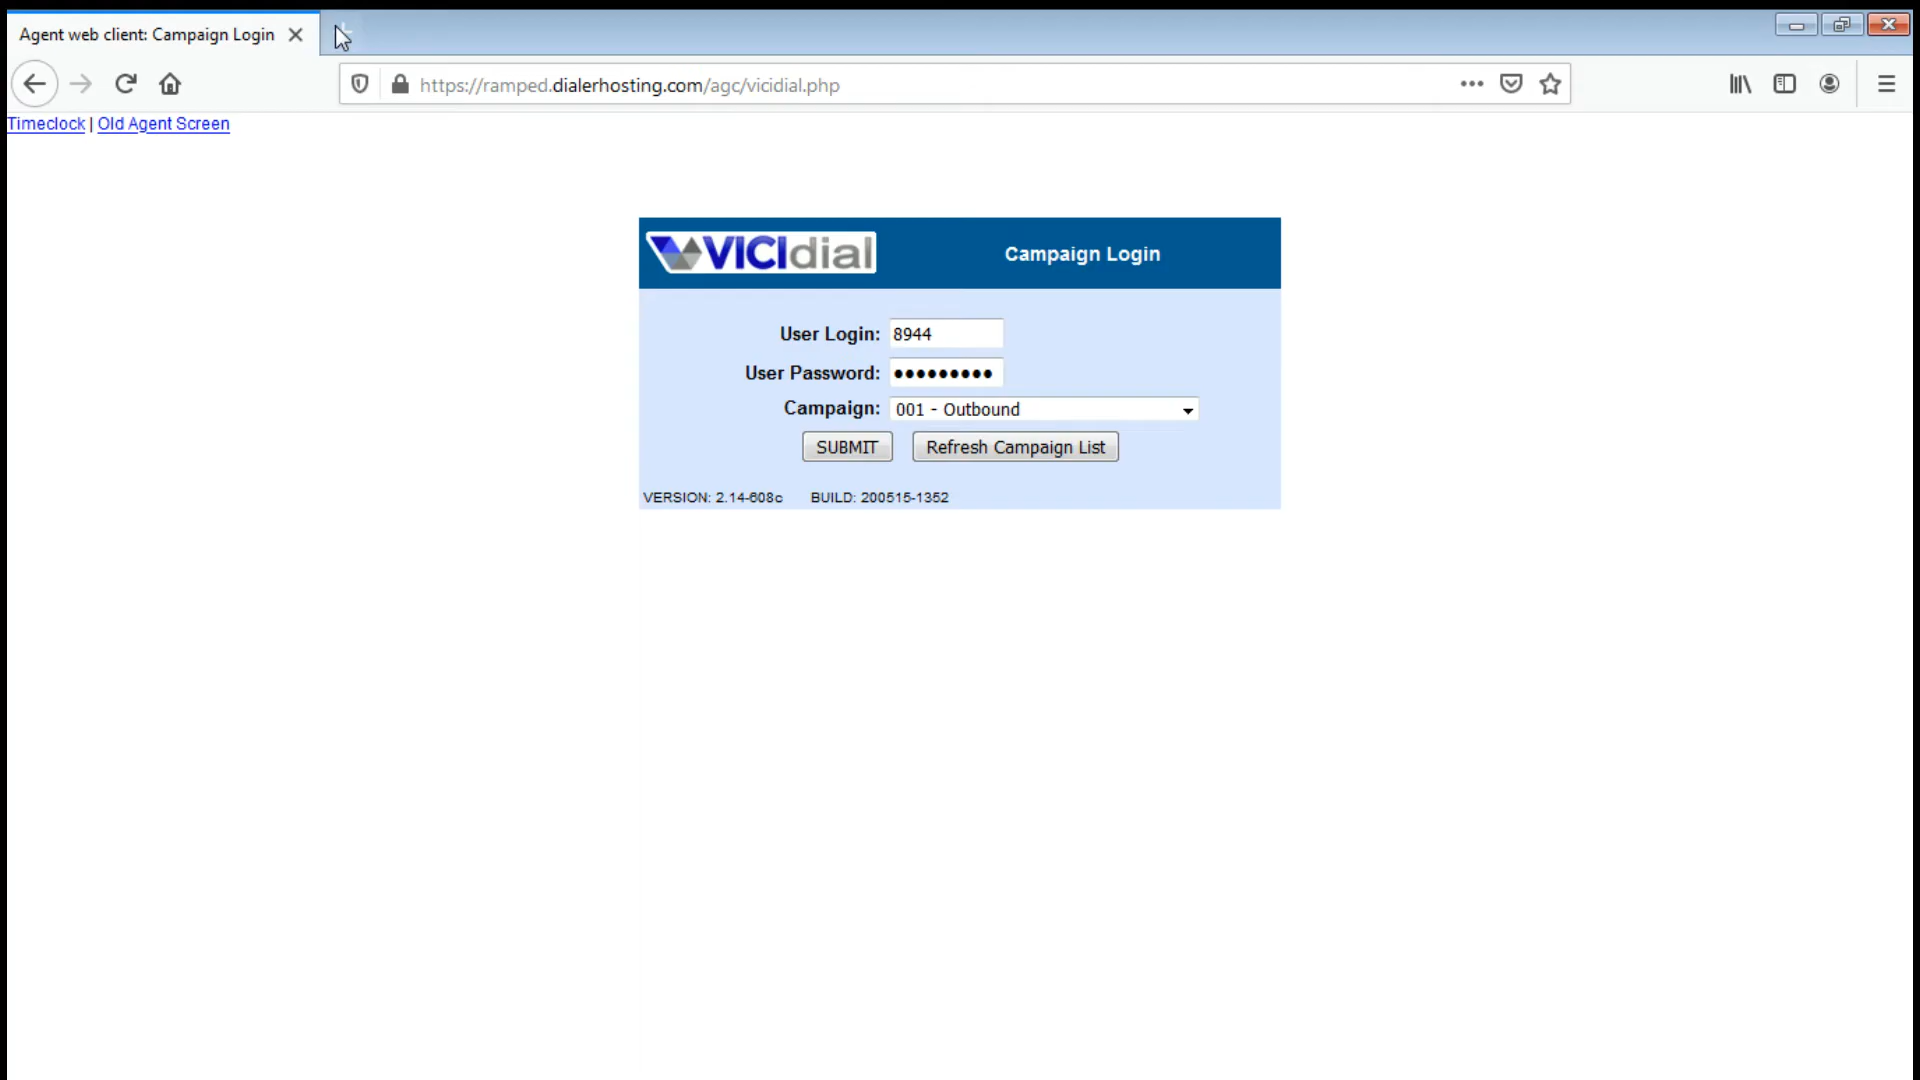 Agent web client: Campaign Login
https://ramped.dialerhosting.com/agc/vicidial.php
Timeclock | Old Agent Screen
VICIdial Campaign Login
User Login: 8944
User Password: •••••••••
Campaign: 001 - Outbound
SUBMIT Refresh Campaign List
VERSION: 2.14-608c BUILD: 200515-1352